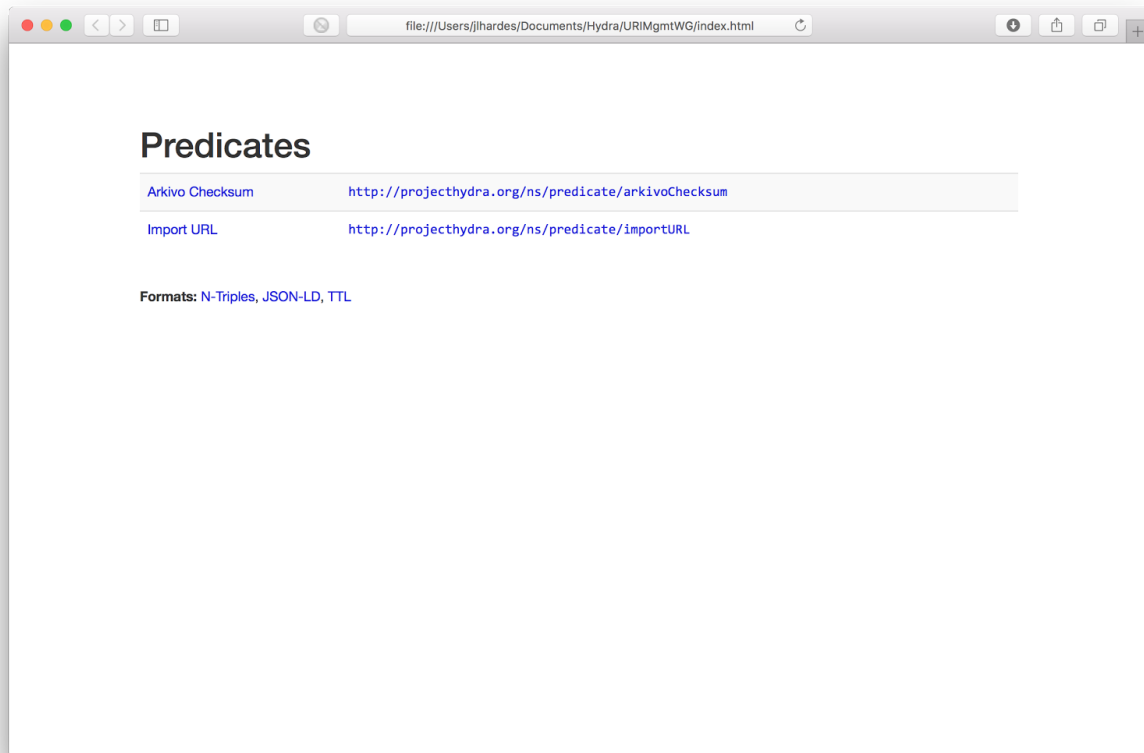 file:///Users/jlhardes/Documents/Hydra/URIMgmtWG/index.html
Predicates
Arkivo Checksum http://projecthydra.org/ns/predicate/arkivoChecksum
Import URL http://projecthydra.org/ns/predicate/importURL
Formats: N-Triples, JSON-LD, TTL